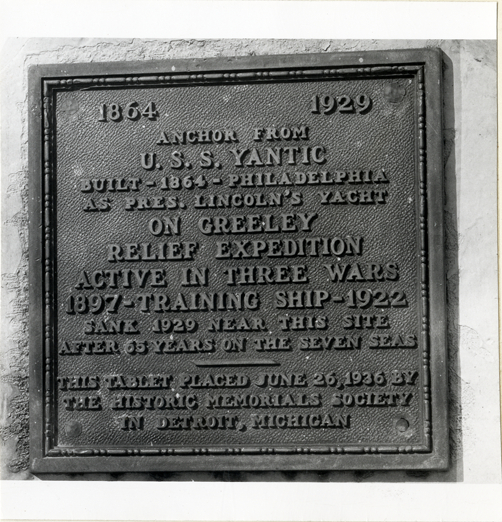 1864 1929
ANCHOR FROM
U.S.S. YANTIC
BUILT-1864-PHILADELPHIA
AS PRES. LINCOLN'S YACHT
ON GREELEY
RELIEF EXPEDITION
ACTIVE IN THREE WARS
1897-TRAINING SHIP-1922
SANK 1929 NEAR THIS SITE
AFTER 65 YEARS ON THE SEVEN SEAS
THIS TABLET PLACED JUNE 26, 1936 BY
THE HISTORIC MEMORIALS SOCIETY
IN DETROIT, MICHIGAN